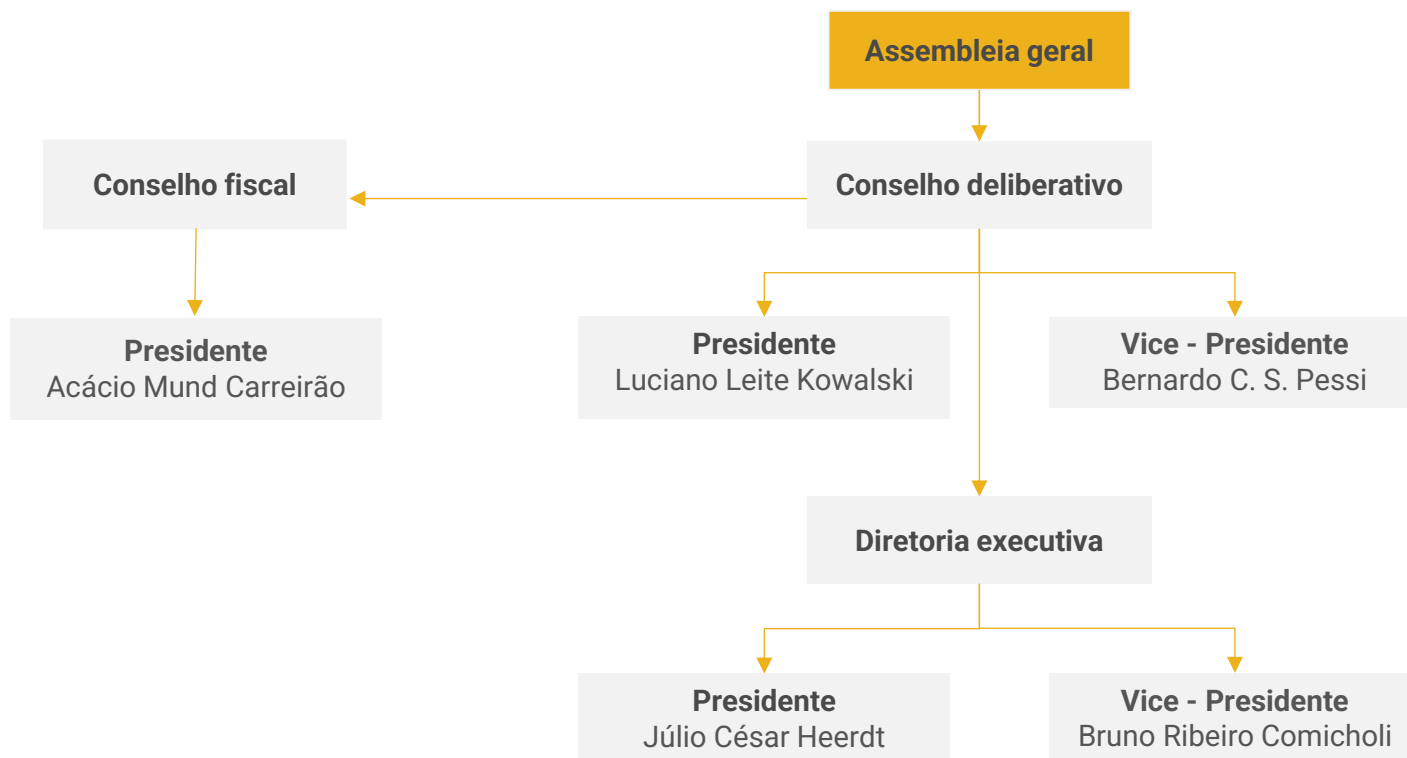 Assembleia geral
Conselho fiscal
Conselho deliberativo
Presidente
Acácio Mund Carreirão
Presidente
Luciano Leite Kowalski
Vice - Presidente
Bernardo C. S. Pessi
Diretoria executiva
Presidente
Júlio César Heerdt
Vice - Presidente
Bruno Ribeiro Comicholi